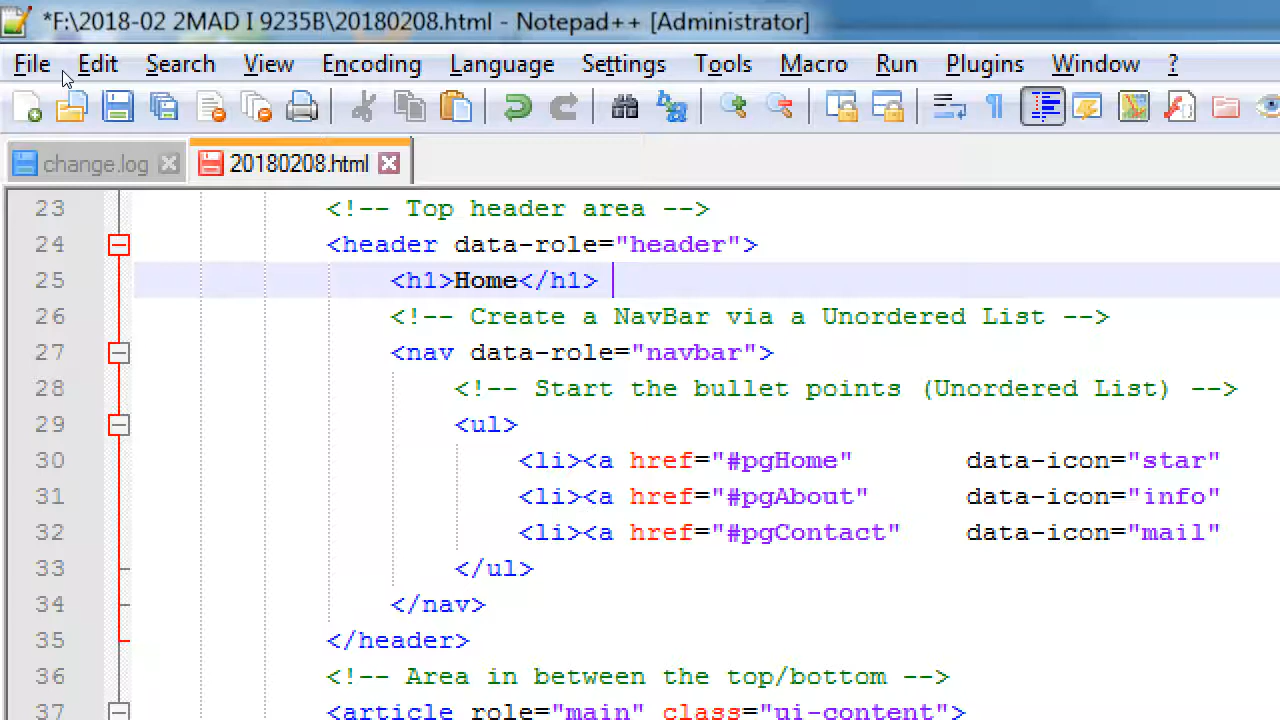 *F:\2018-02 2MAD I 9235B\20180208.html - Notepad++ [Administrator]
File Edit Search View Encoding Language Settings Tools Macro Run Plugins Window ?
change.log 20180208.html
23 <!-- Top header area -->
24 <header data-role="header">
25 <h1>Home</h1>
26 <!-- Create a NavBar via a Unordered List -->
27 <nav data-role="navbar">
28 <!-- Start the bullet points (Unordered List) -->
29 <ul>
30 <li><a href="#pgHome" data-icon="star"
31 <li><a href="#pgAbout" data-icon="info"
32 <li><a href="#pgContact" data-icon="mail"
33 </ul>
34 </nav>
35 </header>
36 <!-- Area in between the top/bottom -->
37 <article role="main" class="ui-content">